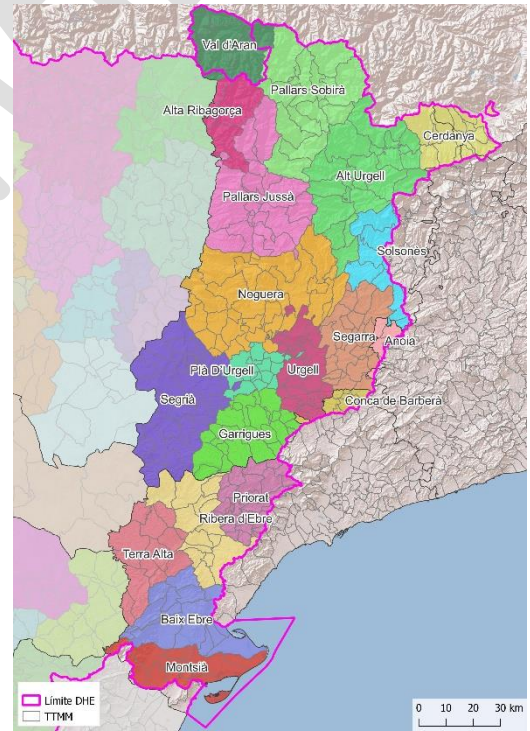 Val d'Aran
Pallars Sobirà
Alta Ribagorça
Cerdanya
Alt Urgell
Pallars Jussà
Solsonés
Noguera
Segarra
Anoia
Plà D'Urgell
Urgell
Segrià
Conca de Barberà
Garrigues
Priorat
Ribera d'Ebre
Terra Alta
Baix Ebre
Montsià
Límite DHE
TTMM
0 10 20 30 km